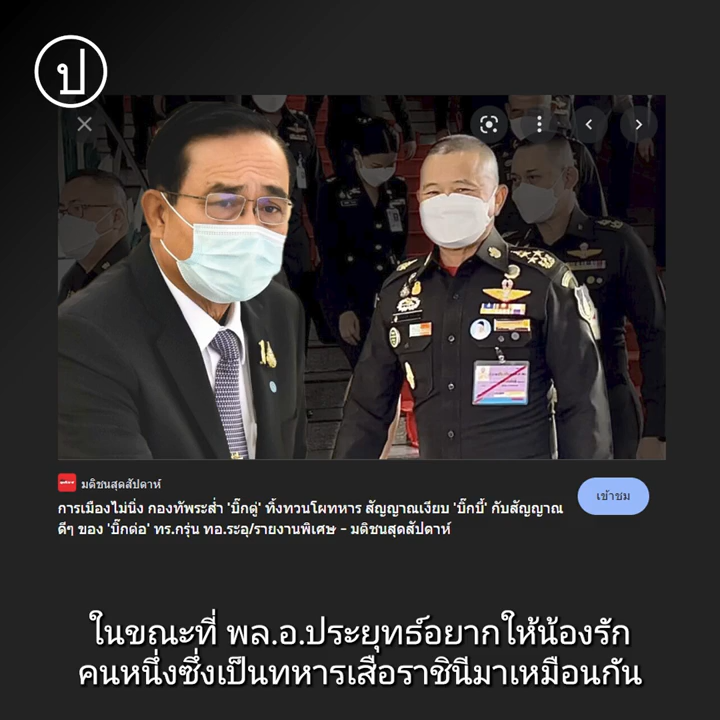 ป
มติชนสุดสัปดาห์
การเมืองไม่นิ่ง กองทัพระส่ำ 'บิ๊กตู่' ทิ้งทวนโผทหาร สัญญาณเงียบ 'บิ๊กบี้' กับสัญญาณ
ดีๆ ของ 'บิ๊กต่อ' ทร.กรุ่น ทอ.ระอุ/รายงานพิเศษ - มติชนสุดสัปดาห์
เข้าชม
ในขณะที่ พล.อ.ประยุทธ์อยากให้น้องรัก
คนหนึ่งซึ่งเป็นทหารเสือราชินีมาเหมือนกัน